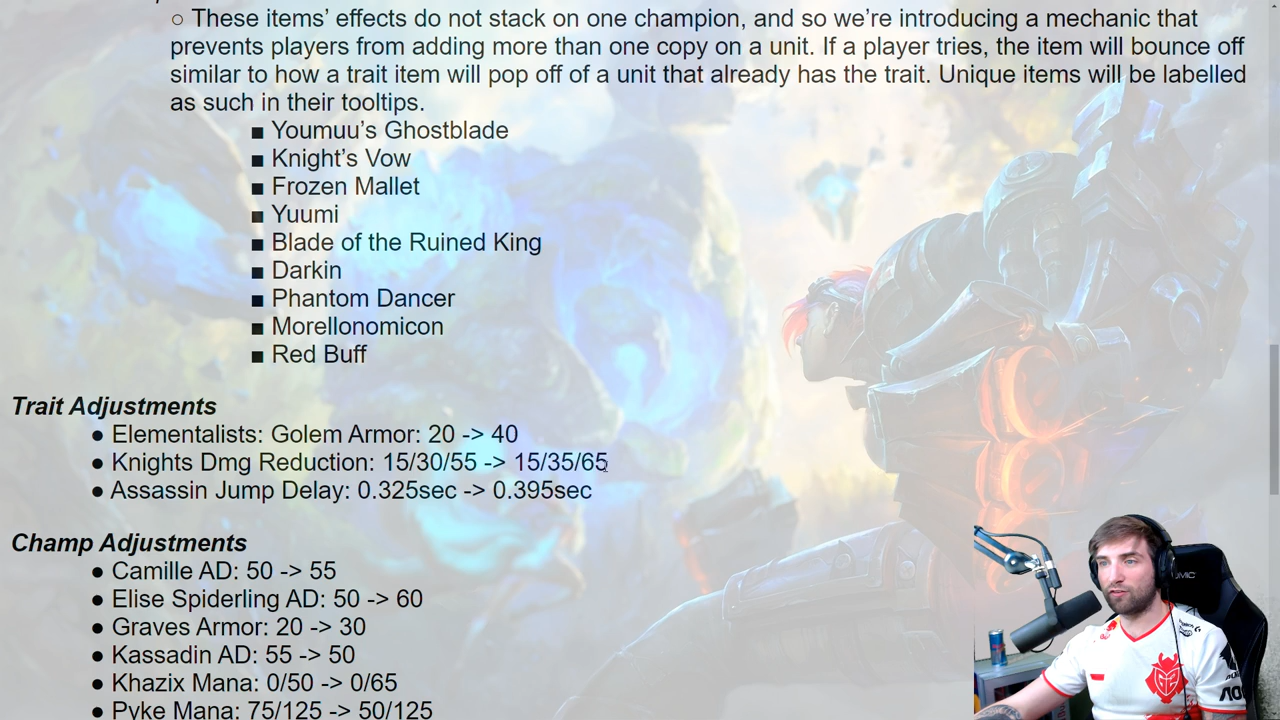 ○ These items’ effects do not stack on one champion, and so we’re introducing a mechanic that
prevents players from adding more than one copy on a unit. If a player tries, the item will bounce off
similar to how a trait item will pop off of a unit that already has the trait. Unique items will be labelled
as such in their tooltips.
■ Youmuu’s Ghostblade
■ Knight’s Vow
■ Frozen Mallet
■ Yuumi
■ Blade of the Ruined King
■ Darkin
■ Phantom Dancer
■ Morellonomicon
■ Red Buff
Trait Adjustments
● Elementalists: Golem Armor: 20 -> 40
● Knights Dmg Reduction: 15/30/55 -> 15/35/65
● Assassin Jump Delay: 0.325sec -> 0.395sec
Champ Adjustments
● Camille AD: 50 -> 55
● Elise Spiderling AD: 50 -> 60
● Graves Armor: 20 -> 30
● Kassadin AD: 55 -> 50
● Khazix Mana: 0/50 -> 0/65
● Pyke Mana: 75/125 -> 50/125